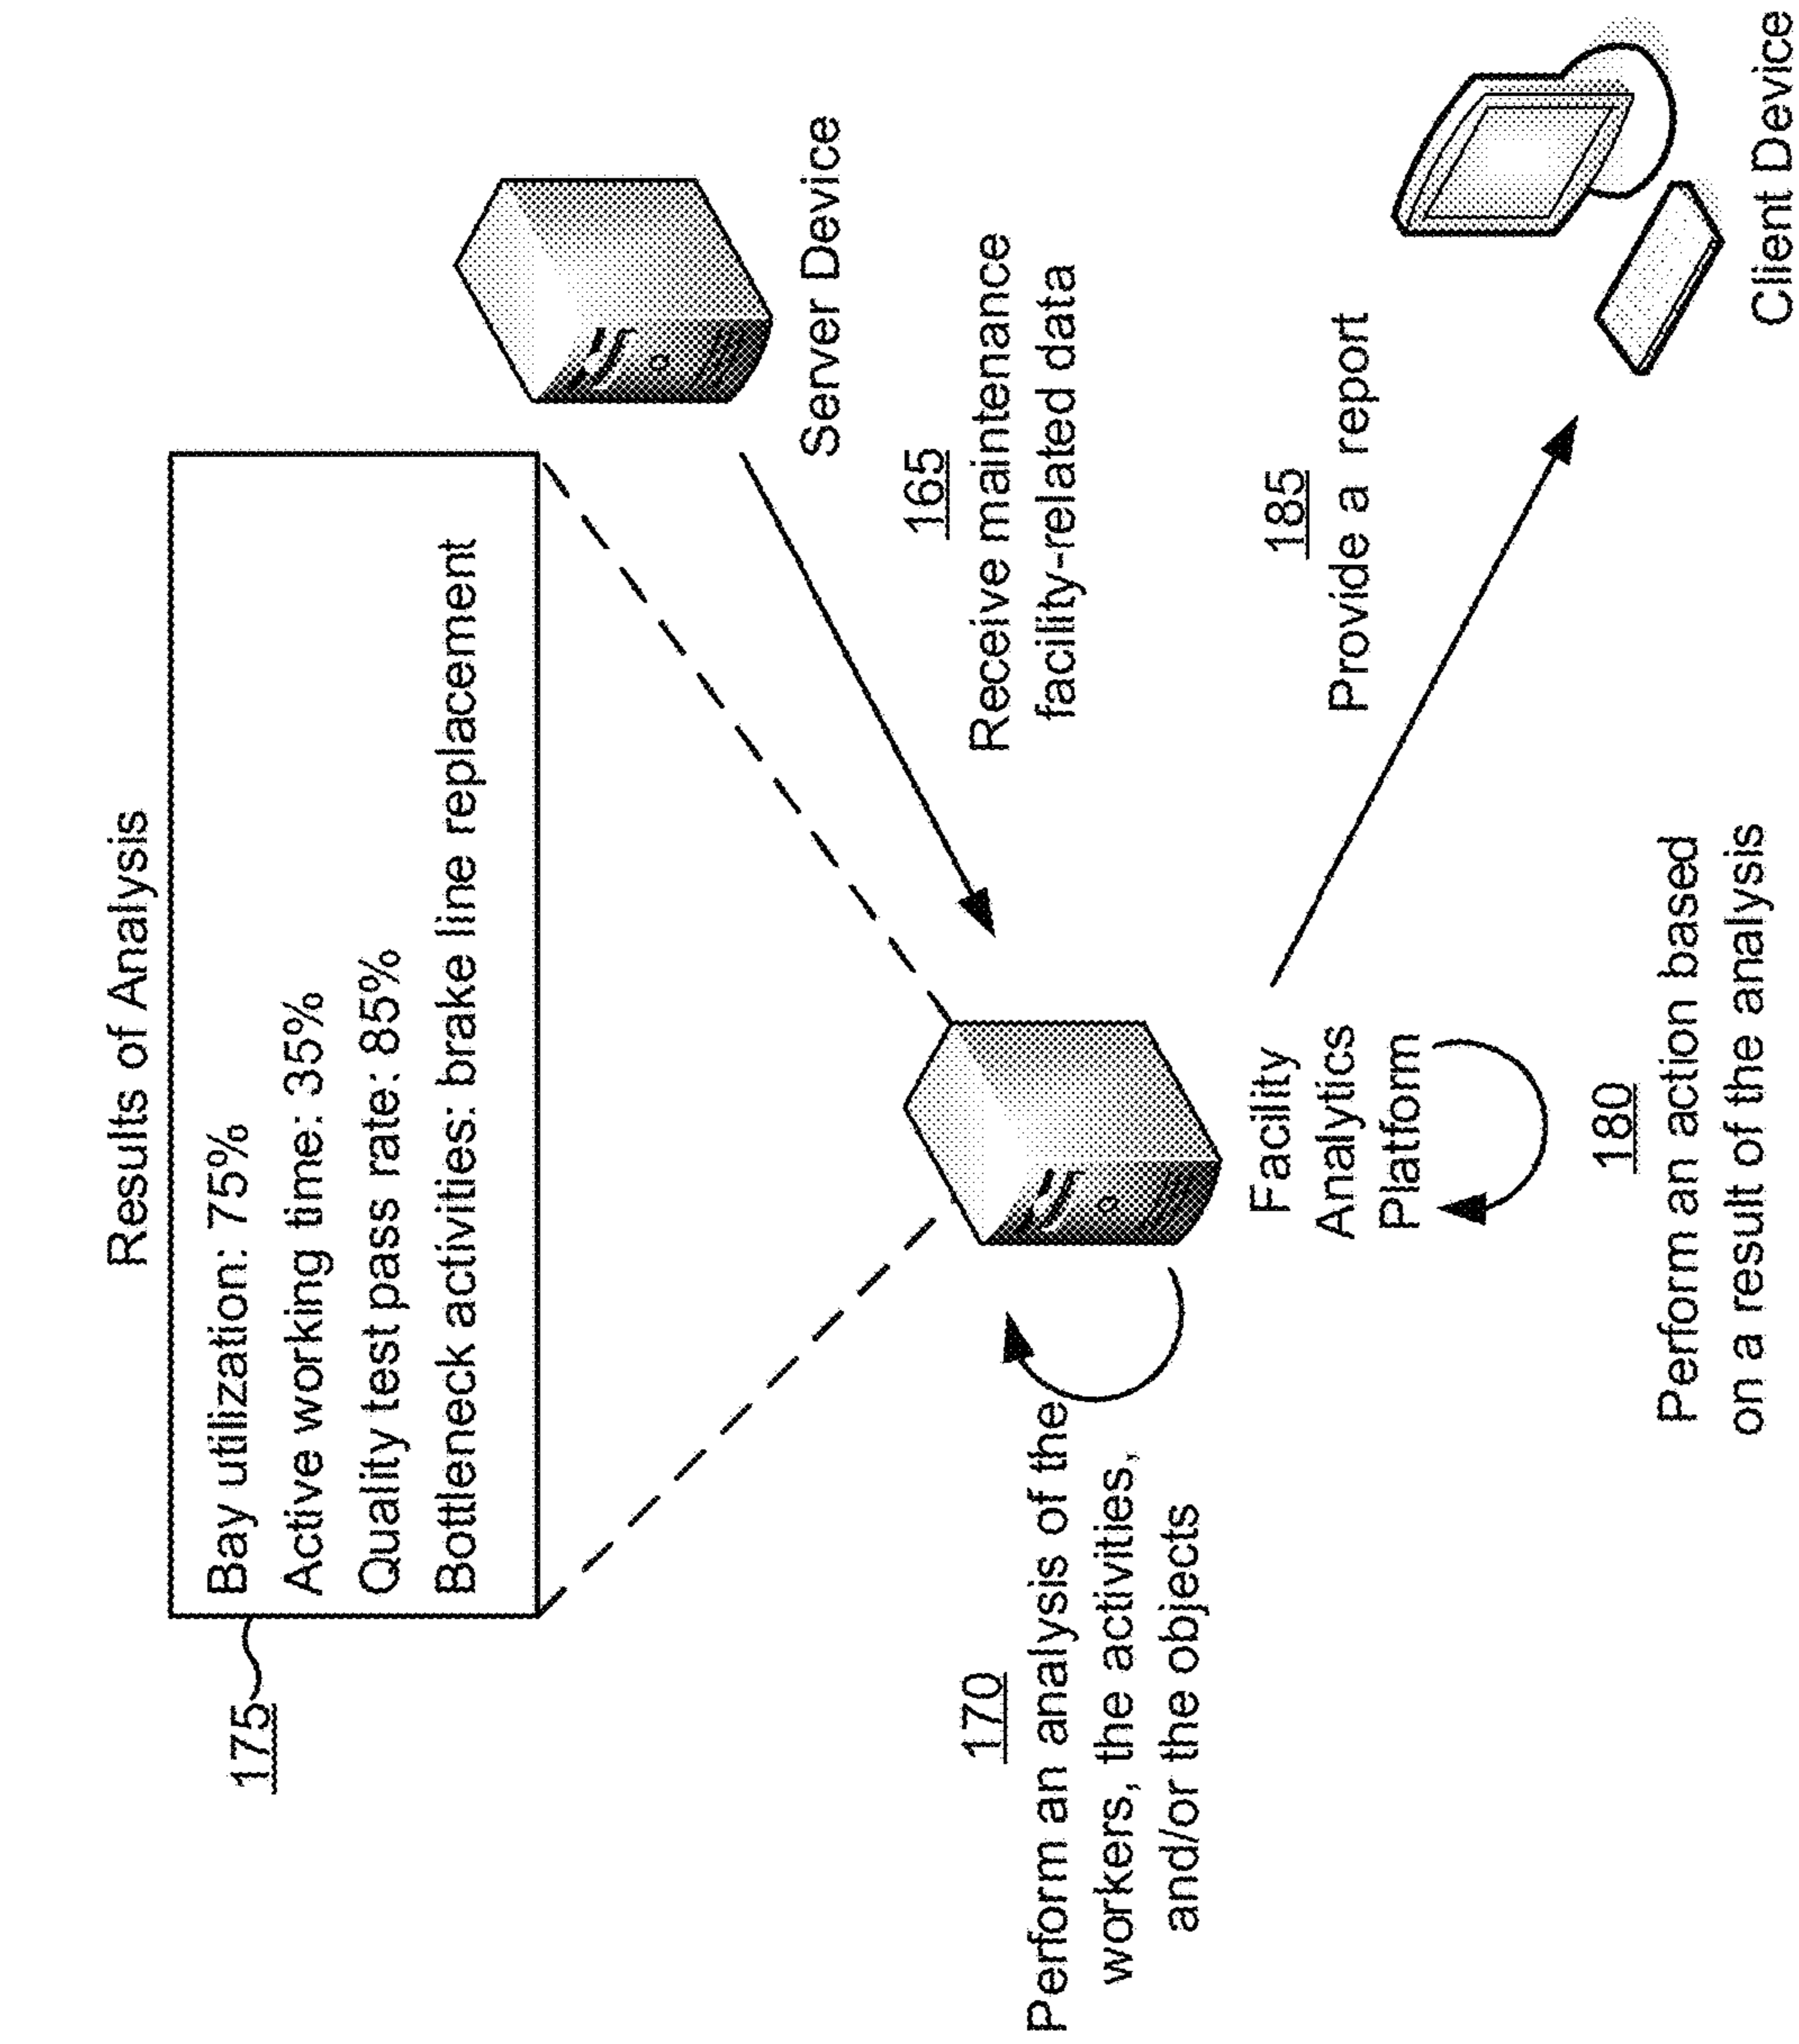 Results of Analysis
175
Bay utilization: 75%
Active working time: 35%
Quality test pass rate: 85%
Bottleneck activities: brake line replacement
Server Device
165
Receive maintenance
facility-related data
170
Perform an analysis of the
workers, the activities,
and/or the objects
Facility
Analytics
Platform
185
Provide a report
180
Perform an action based
on a result of the analysis
Client Device